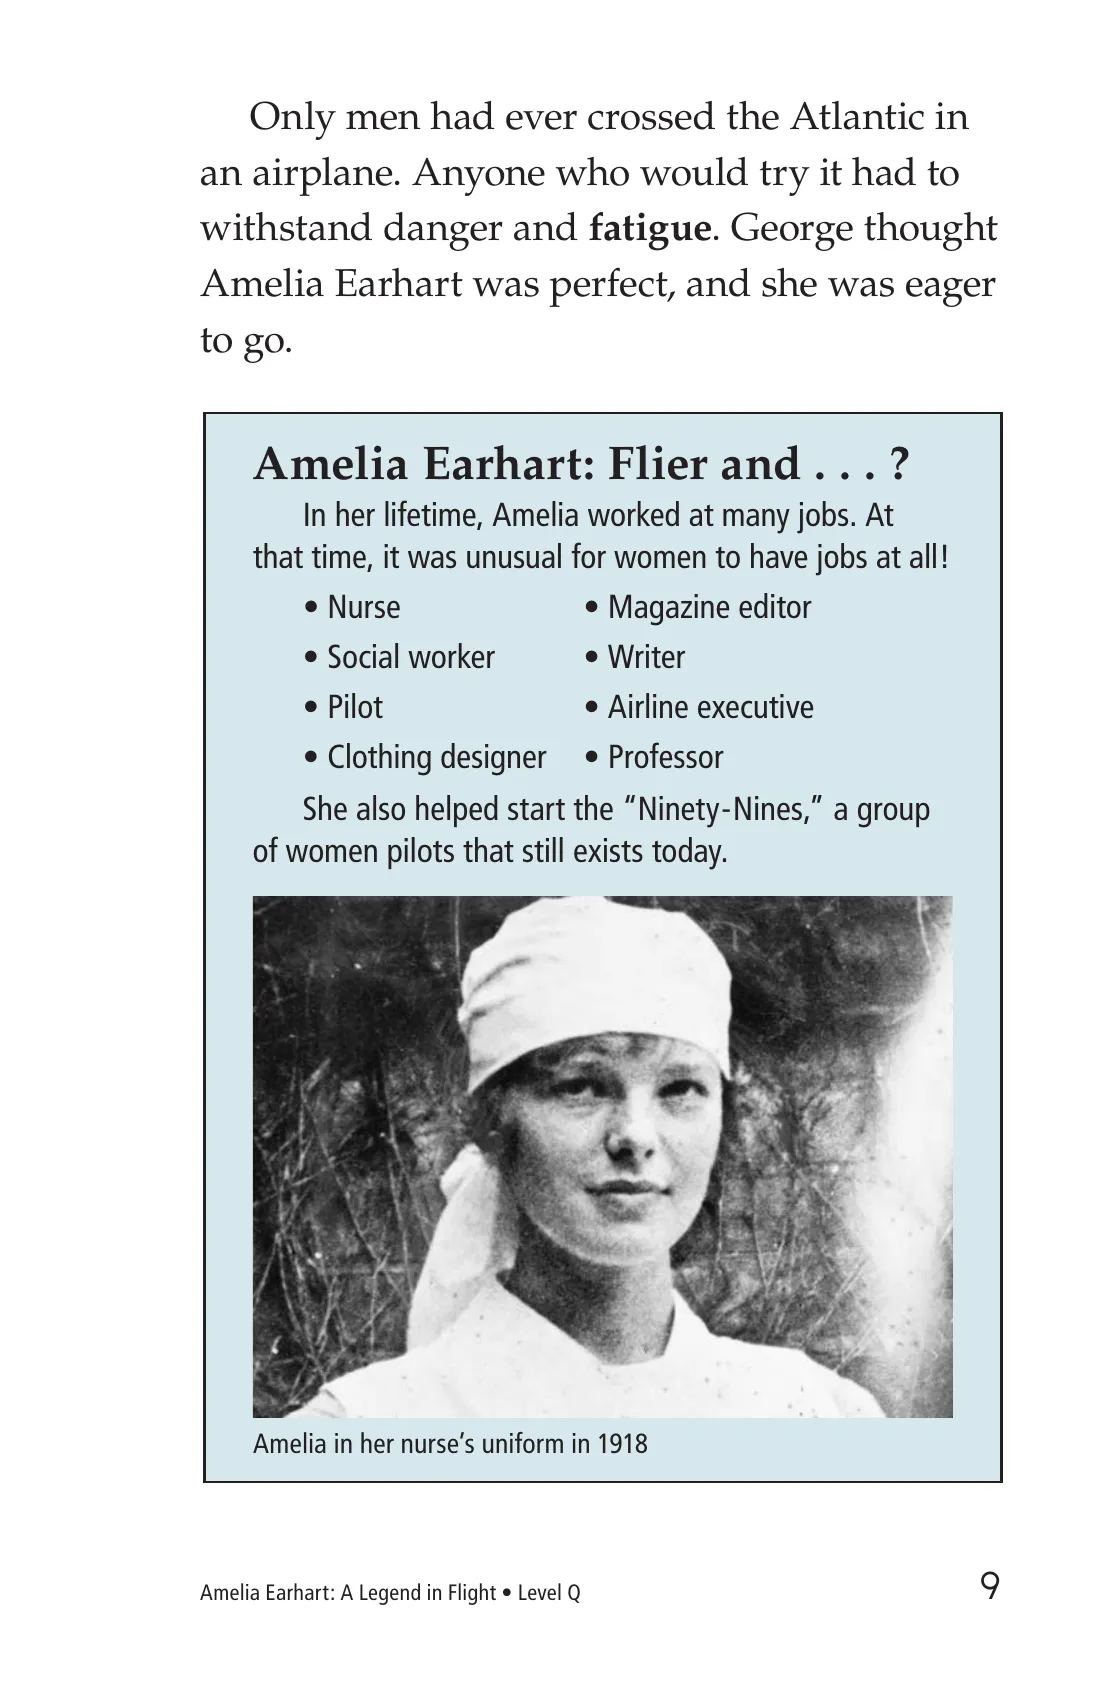 Only men had ever crossed the Atlantic in
an airplane. Anyone who would try it had to
withstand danger and fatigue. George thought
Amelia Earhart was perfect, and she was eager
to go.
Amelia Earhart: Flier and . . . ?
In her lifetime, Amelia worked at many jobs. At
that time, it was unusual for women to have jobs at all!
• Nurse
• Social worker
• Pilot
• Clothing designer
• Magazine editor
• Writer
• Airline executive
• Professor
She also helped start the “Ninety-Nines,” a group
of women pilots that still exists today.
Amelia in her nurse’s uniform in 1918
Amelia Earhart: A Legend in Flight • Level Q
9